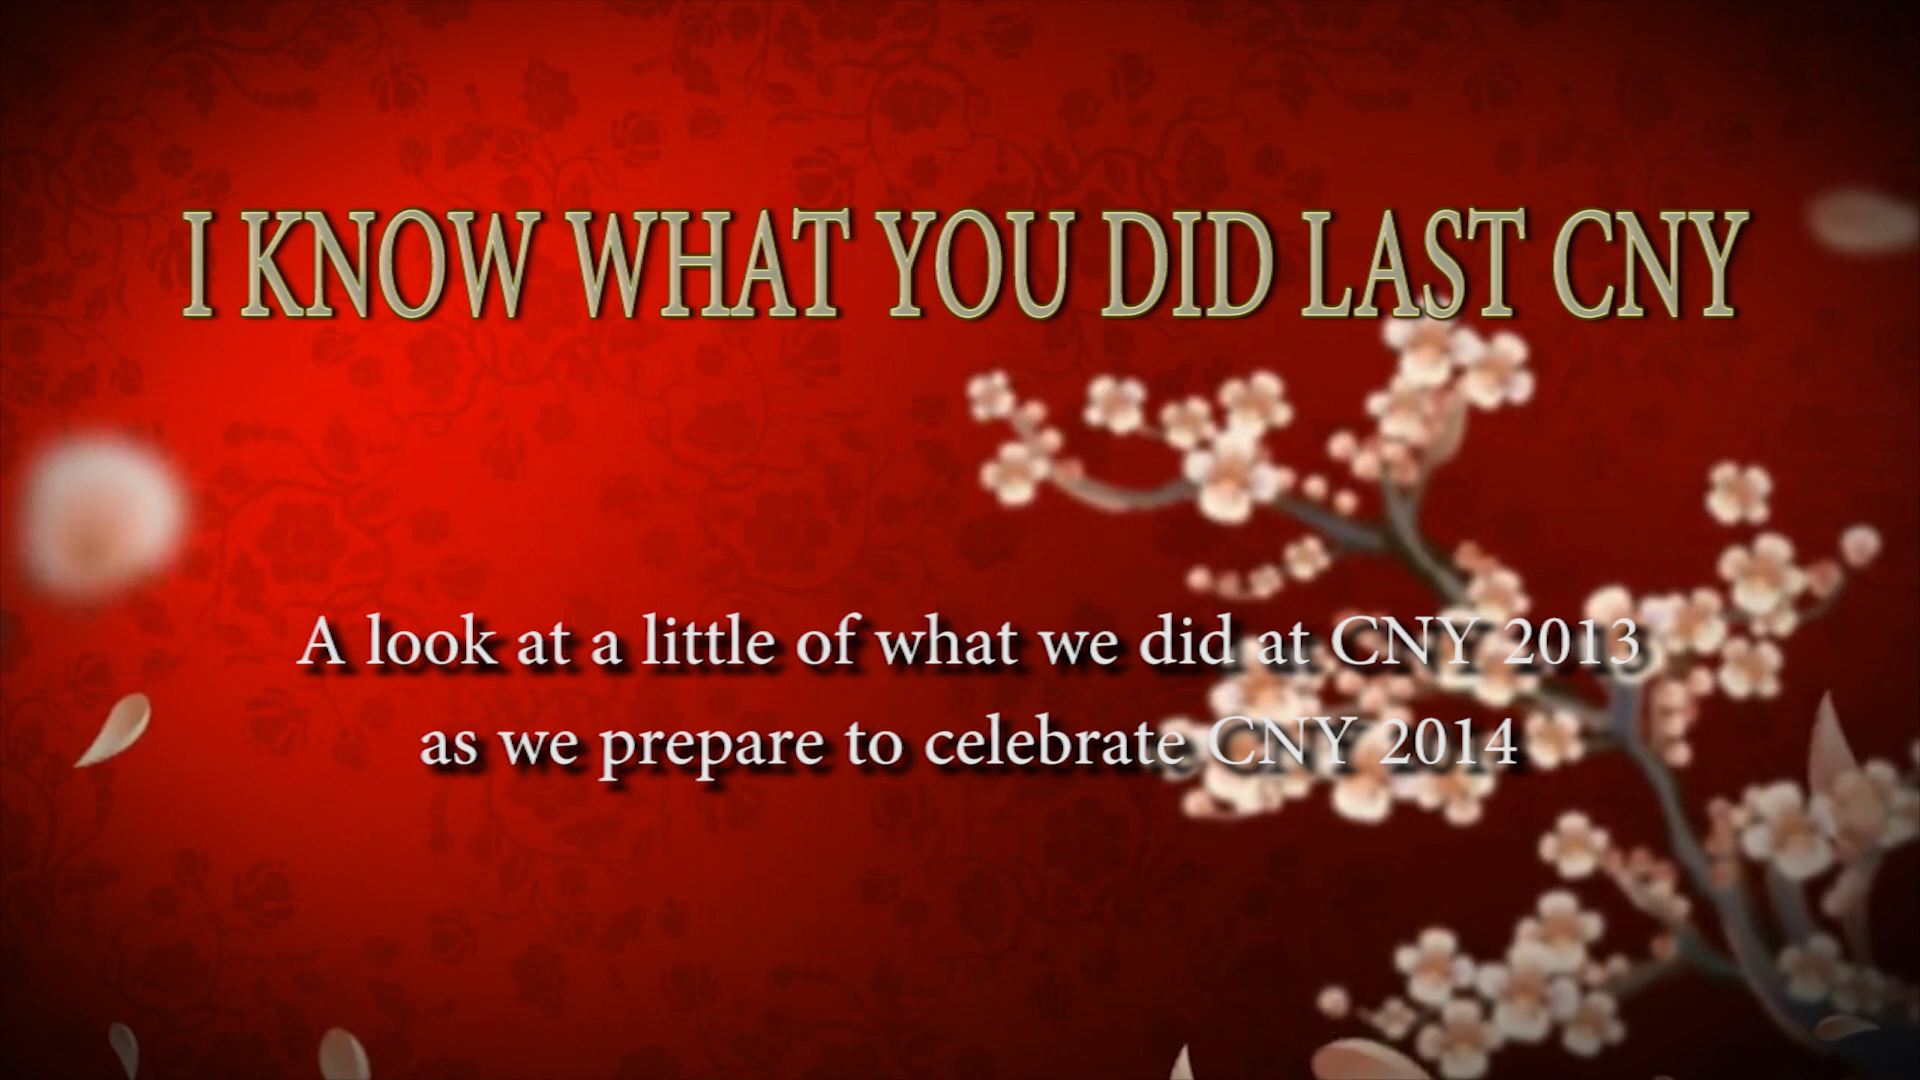 I KNOW WHAT YOU DID LAST CNY
A look at a little of what we did at CNY 2013
as we prepare to celebrate CNY 2014